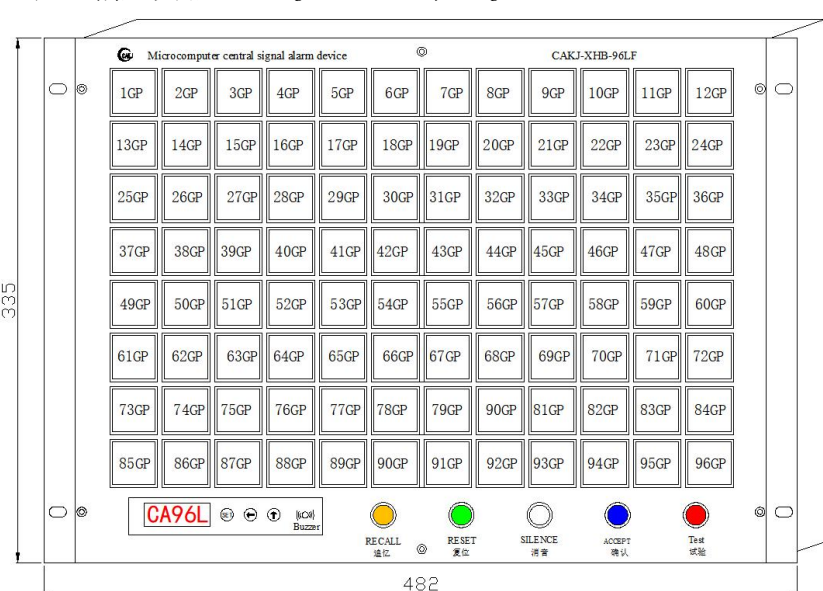 Microcomputer central signal alarm device CAKJ-XHB-96LF
1GP 2GP 3GP 4GP 5GP 6GP 7GP 8GP 9GP 10GP 11GP 12GP
13GP 14GP 15GP 16GP 17GP 18GP 19GP 20GP 21GP 22GP 23GP 24GP
25GP 26GP 27GP 28GP 29GP 30GP 31GP 32GP 33GP 34GP 35GP 36GP
37GP 38GP 39GP 40GP 41GP 42GP 43GP 44GP 45GP 46GP 47GP 48GP
49GP 50GP 51GP 52GP 53GP 54GP 55GP 56GP 57GP 58GP 59GP 60GP
61GP 62GP 63GP 64GP 65GP 66GP 67GP 68GP 69GP 70GP 71GP 72GP
73GP 74GP 75GP 76GP 77GP 78GP 79GP 90GP 81GP 82GP 83GP 84GP
85GP 86GP 87GP 88GP 89GP 90GP 91GP 92GP 93GP 94GP 95GP 96GP
335
CA96L
Buzzer
RECALL RESET SILENCE ACCEPT Test
追忆 复位 消音 确认 试验
482